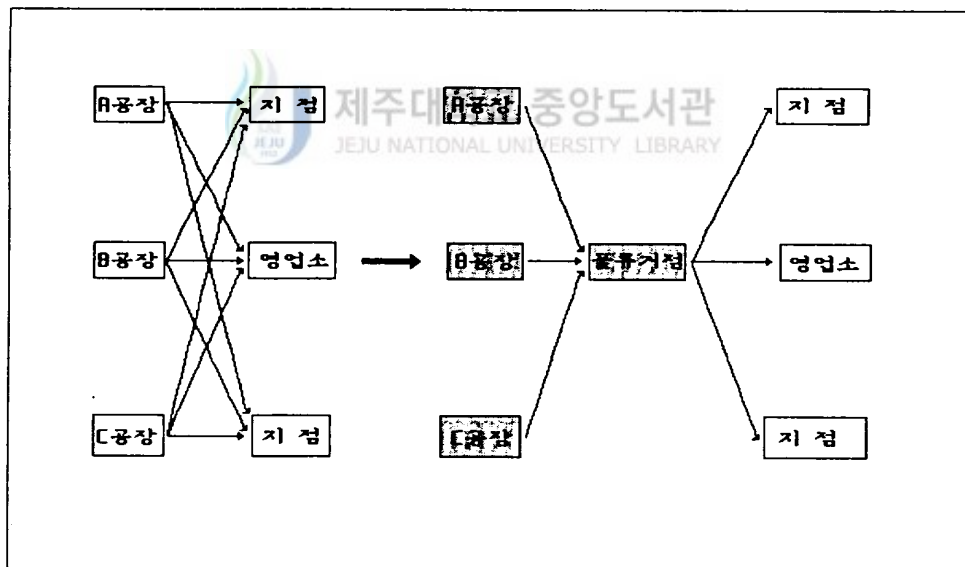 A공장 지 점 A공장 지 점
제주대학교 중앙도서관
JEJU NATIONAL UNIVERSITY LIBRARY
JEJU
1952
B공장 영업소 B공장 물류거점 영업소
C공장 지 점 C공장 지 점